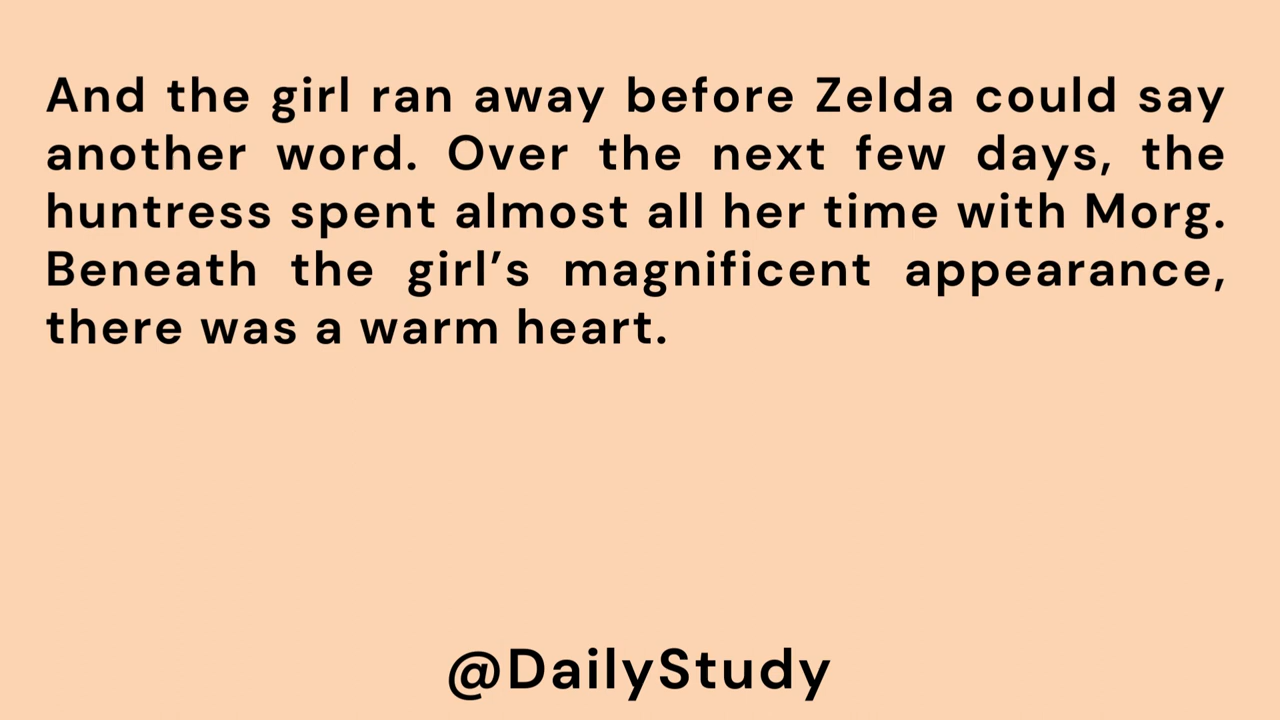 And the girl ran away before Zelda could say
another word. Over the next few days, the
huntress spent almost all her time with Morg.
Beneath the girl’s magnificent appearance,
there was a warm heart.
@DailyStudy